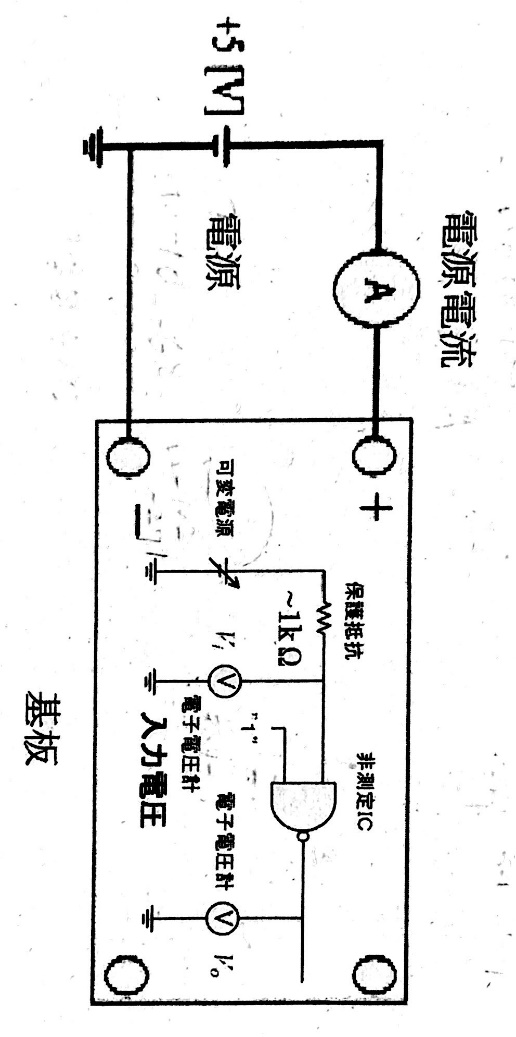 電源電流
A
+5 [V]
電源
+
−
保護抵抗
~1kΩ
可変電源
非測定IC
"1"
Vi
V
電子電圧計
入力電圧
電子電圧計
V
Vo
基板